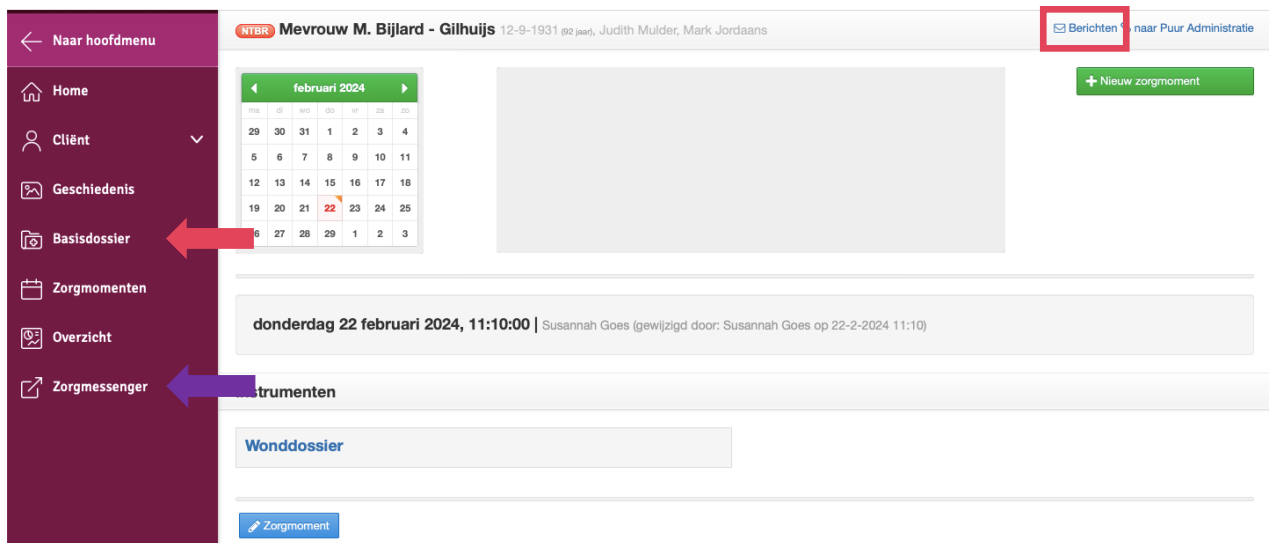 Naar hoofdmenu
Home
Cliënt
Geschiedenis
Basisdossier
Zorgmomenten
Overzicht
Zorgmessenger
NTBR Mevrouw M. Bijlard - Gilhuijs 12-9-1931 (92 jaar), Judith Mulder, Mark Jordaans
Berichten naar Puur Administratie
februari 2024
ma di wo do vr za zo
29 30 31 1 2 3 4
5 6 7 8 9 10 11
12 13 14 15 16 17 18
19 20 21 22 23 24 25
6 27 28 29 1 2 3
Nieuw zorgmoment
donderdag 22 februari 2024, 11:10:00 | Susannah Goes (gewijzigd door: Susannah Goes op 22-2-2024 11:10)
strumenten
Wonddossier
Zorgmoment